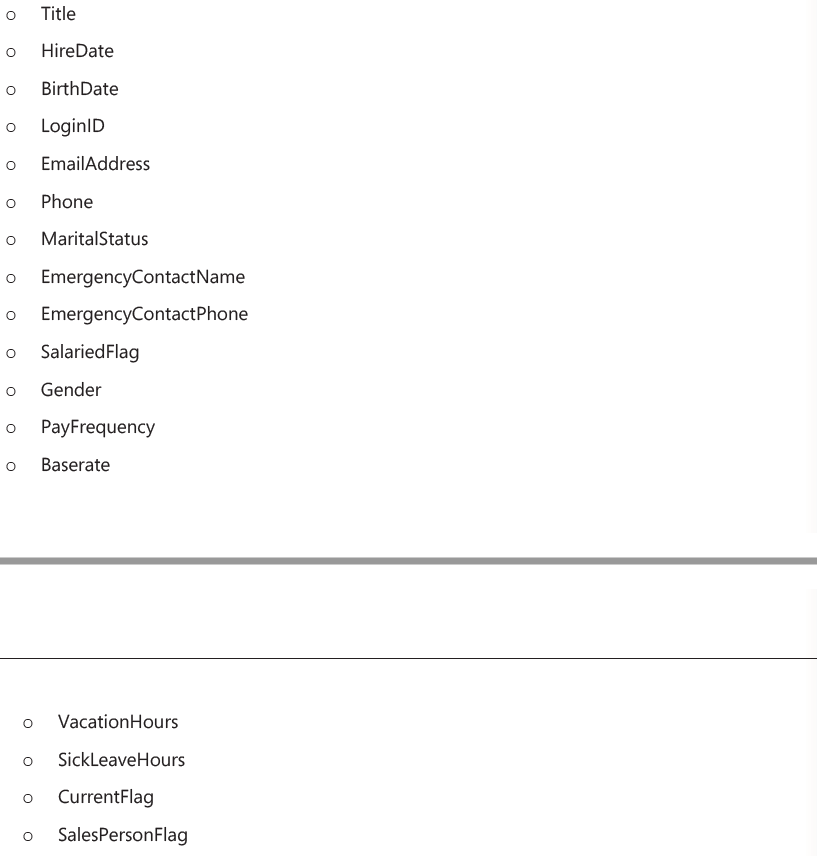 o Title
o HireDate
o BirthDate
o LoginID
o EmailAddress
o Phone
o MaritalStatus
o EmergencyContactName
o EmergencyContactPhone
o SalariedFlag
o Gender
o PayFrequency
o Baserate
o VacationHours
o SickLeaveHours
o CurrentFlag
o SalesPersonFlag